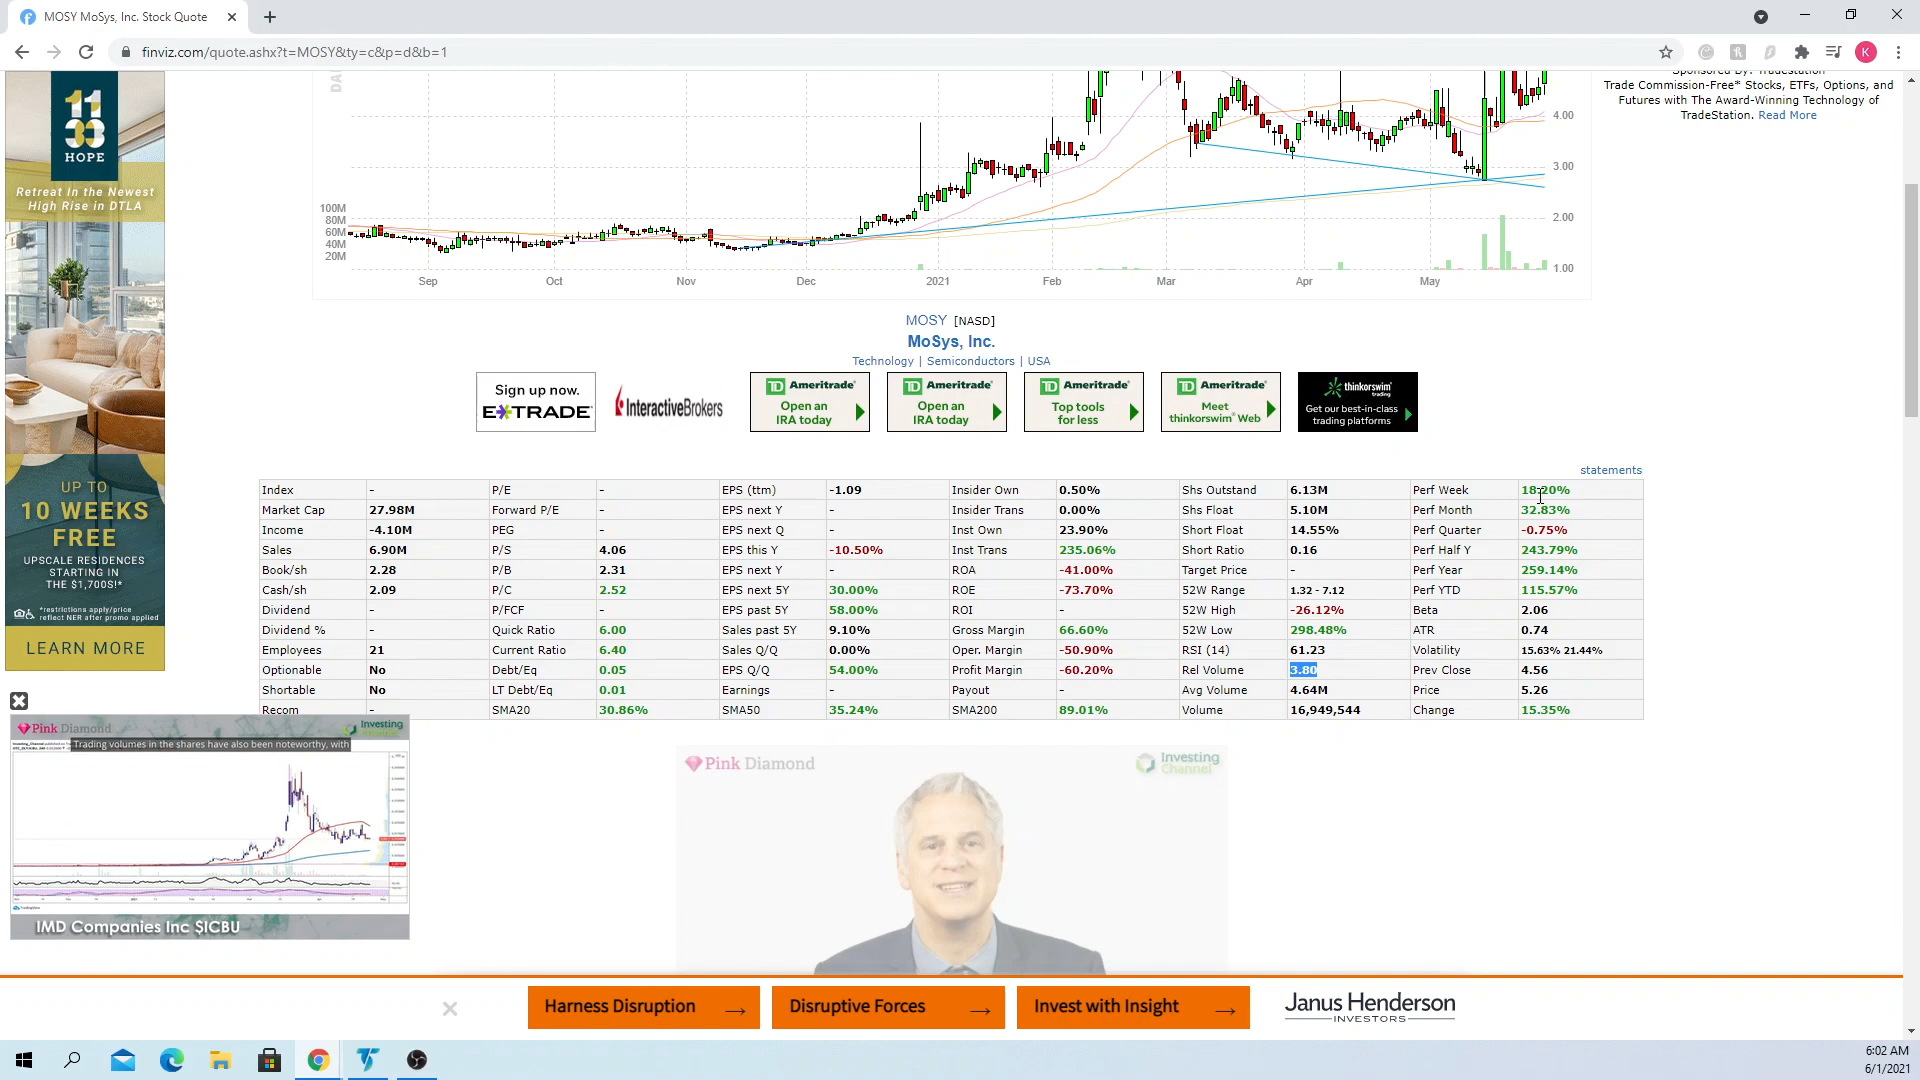 MOSY MoSys, Inc. Stock Quote
finviz.com/quote.ashx?t=MOSY&ty=c&p=d&b=1
K
Trade Commission-Free* Stocks, ETFs, Options, and
Futures with The Award-Winning Technology of
TradeStation. Read More
11
33
HOPE
Retreat In the Newest
High Rise in DTLA
UP TO
10 WEEKS
FREE
UPSCALE RESIDENCES
STARTING IN
THE $1,700S!*
*restrictions apply/price
reflect NER after promo applied
LEARN MORE
4.00
3.00
2.00
1.00
100M
80M
60M
40M
20M
Sep Oct Nov Dec 2021 Feb Mar Apr May
MOSY [NASD]
MoSys, Inc.
Technology | Semiconductors | USA
Sign up now.
E*TRADE
InteractiveBrokers
TD Ameritrade
Open an
IRA today
TD Ameritrade
Open an
IRA today
TD Ameritrade
Top tools
for less
TD Ameritrade
Meet
thinkorswim® Web
thinkorswim
trading
Get our best-in-class
trading platforms
statements
Index - P/E - EPS (ttm) -1.09 Insider Own 0.50% Shs Outstand 6.13M Perf Week 18.20%
Market Cap 27.98M Forward P/E - EPS next Y - Insider Trans 0.00% Shs Float 5.10M Perf Month 32.83%
Income -4.10M PEG - EPS next Q - Inst Own 23.90% Short Float 14.55% Perf Quarter -0.75%
Sales 6.90M P/S 4.06 EPS this Y -10.50% Inst Trans 235.06% Short Ratio 0.16 Perf Half Y 243.79%
Book/sh 2.28 P/B 2.31 EPS next Y - ROA -41.00% Target Price - Perf Year 259.14%
Cash/sh 2.09 P/C 2.52 EPS next 5Y 30.00% ROE -73.70% 52W Range 1.32 - 7.12 Perf YTD 115.57%
Dividend - P/FCF - EPS past 5Y 58.00% ROI - 52W High -26.12% Beta 2.06
Dividend % - Quick Ratio 6.00 Sales past 5Y 9.10% Gross Margin 66.60% 52W Low 298.48% ATR 0.74
Employees 21 Current Ratio 6.40 Sales Q/Q 0.00% Oper. Margin -50.90% RSI (14) 61.23 Volatility 15.63% 21.44%
Optionable No Debt/Eq 0.05 EPS Q/Q 54.00% Profit Margin -60.20% Rel Volume 3.80 Prev Close 4.56
Shortable No LT Debt/Eq 0.01 Earnings - Payout - Avg Volume 4.64M Price 5.26
Recom - SMA20 30.86% SMA50 35.24% SMA200 89.01% Volume 16,949,544 Change 15.35%
Pink Diamond
Investing
Channel
Trading volumes in the shares have also been noteworthy, with
IMD Companies Inc $ICBU
Pink Diamond
Investing
Channel
Harness Disruption →
Disruptive Forces →
Invest with Insight →
Janus Henderson
INVESTORS
6:02 AM
6/1/2021